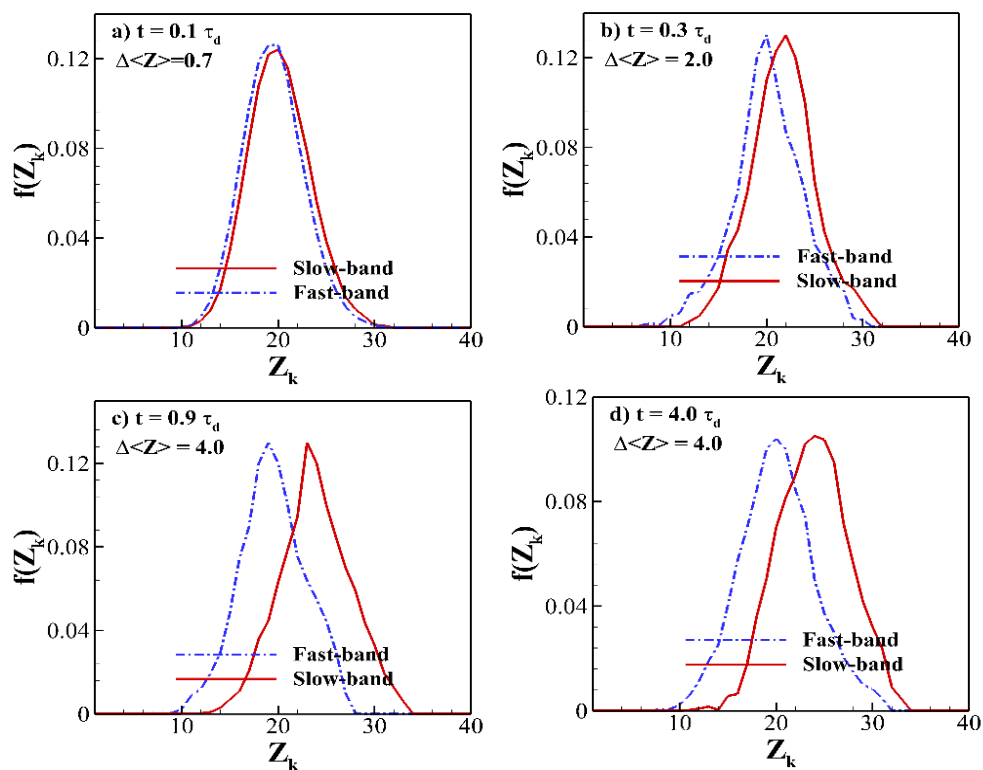 a) t = 0.1 τd
Δ<Z>=0.7
0.12
0.08
0.04
0
f(Zk)
Slow-band
Fast-band
10 20 30 40
Zk
b) t = 0.3 τd
Δ<Z> = 2.0
0.12
0.08
0.04
0
f(Zk)
Fast-band
Slow-band
10 20 30 40
Zk
c) t = 0.9 τd
Δ<Z> = 4.0
0.12
0.08
0.04
0
f(Zk)
Fast-band
Slow-band
10 20 30 40
Zk
d) t = 4.0 τd
Δ<Z> = 4.0
0.12
0.08
0.04
0
f(Zk)
Fast-band
Slow-band
10 20 30 40
Zk